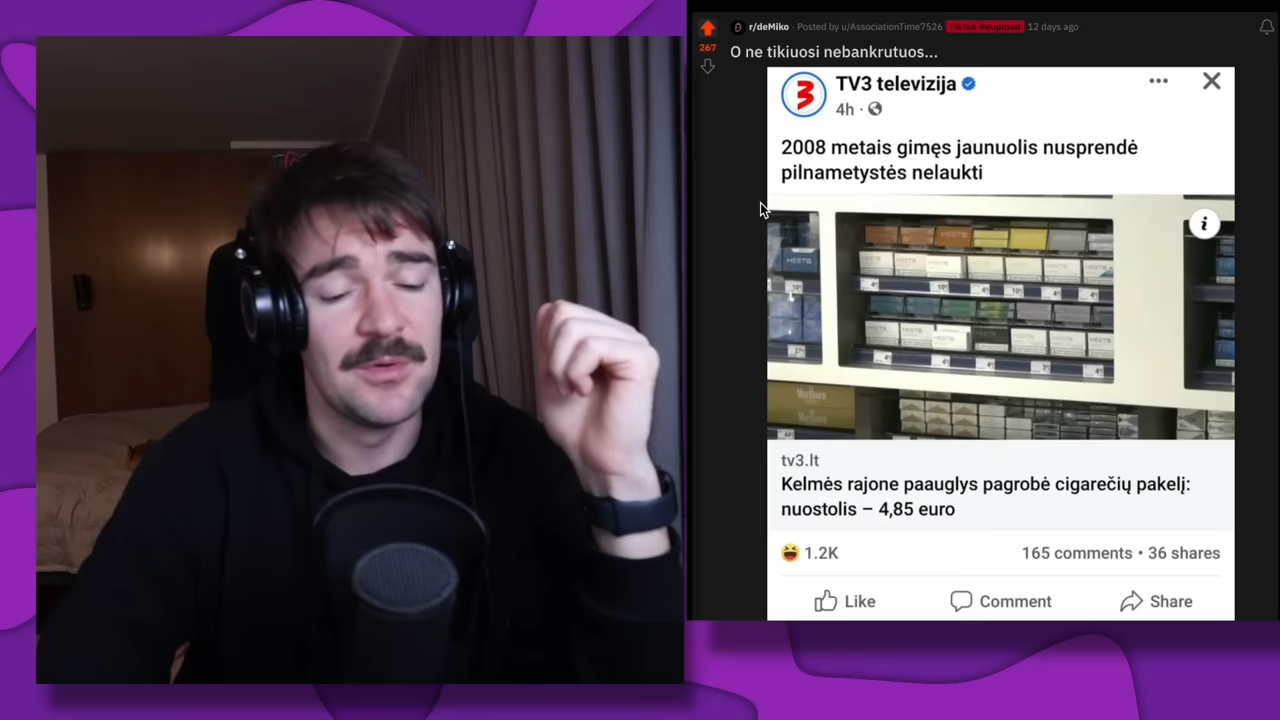 r/deMiko · Posted by u/AssociationTime7526 TikTok Reupload 12 days ago
267
O ne tikiuosi nebankrutuos...
TV3 televizija
4h ·
2008 metais gimęs jaunuolis nusprendė
pilnametystės nelaukti
HEETS
HEETS
tv3.lt
Kelmės rajone paauglys pagrobė cigarečių pakelį:
nuostolis – 4,85 euro
1.2K
165 comments • 36 shares
Like
Comment
Share